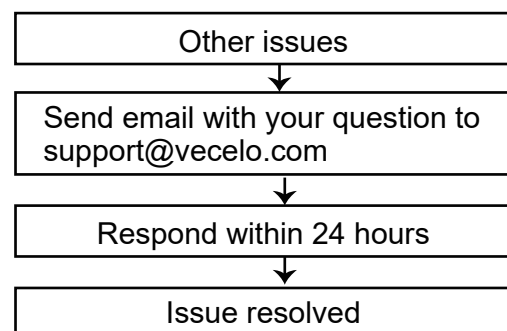 Other issues
Send email with your question to
support@vecelo.com
Respond within 24 hours
Issue resolved